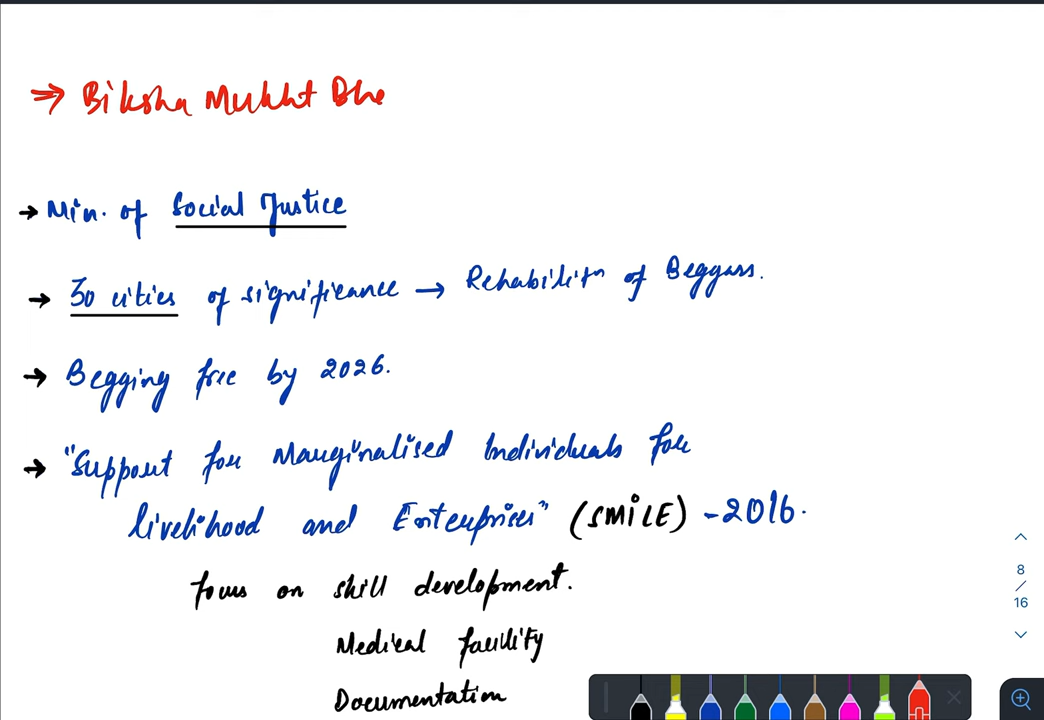 ⇒ Biksha Mukht Bha
→ Min. of Social Justice
→ 30 cities of significance → Rehabilitn of Beggars.
→ Begging free by 2026.
→ "Support for Marginalised Individuals for
livelihood and Enterprises" (SMiLE) - 2016.
focus on skill development.
Medical facility
Documentation
8
/
16